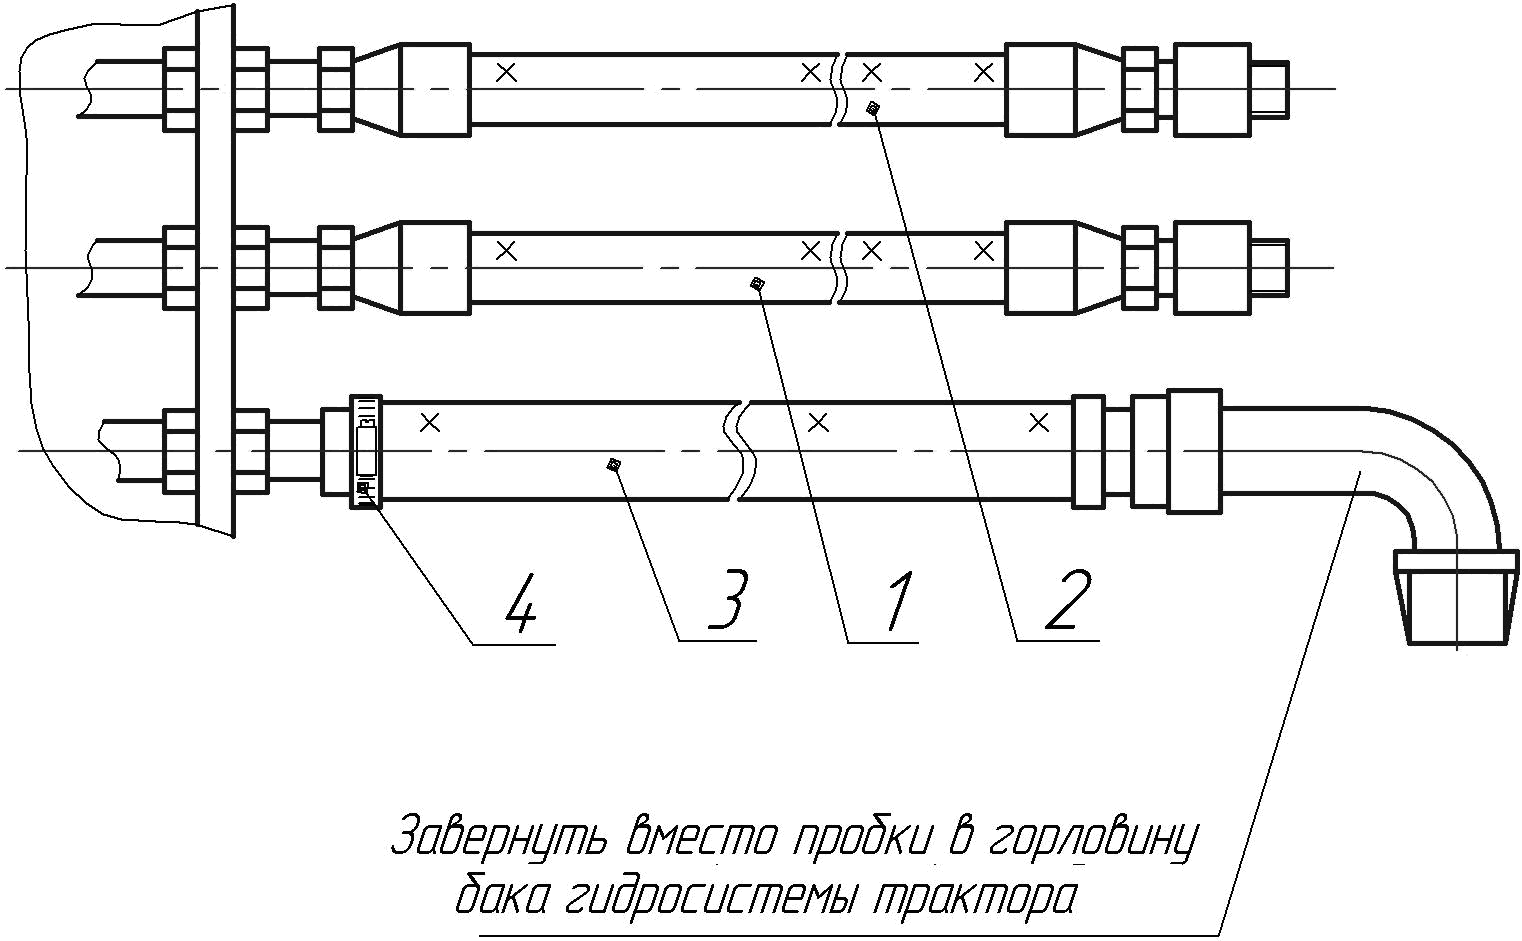 4 3 1 2
Завернуть вместо пробки в горловину
бака гидросистемы трактора